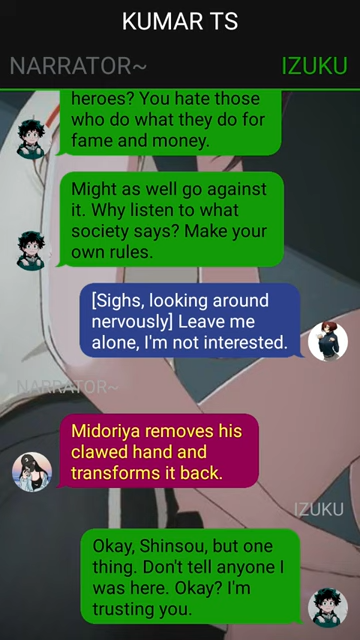 KUMAR TS
NARRATOR~ IZUKU
heroes? You hate those
who do what they do for
fame and money.
Might as well go against
it. Why listen to what
society says? Make your
own rules.
[Sighs, looking around
nervously] Leave me
alone, I'm not interested.
NARRATOR~
Midoriya removes his
clawed hand and
transforms it back.
IZUKU
Okay, Shinsou, but one
thing. Don't tell anyone I
was here. Okay? I'm
trusting you.